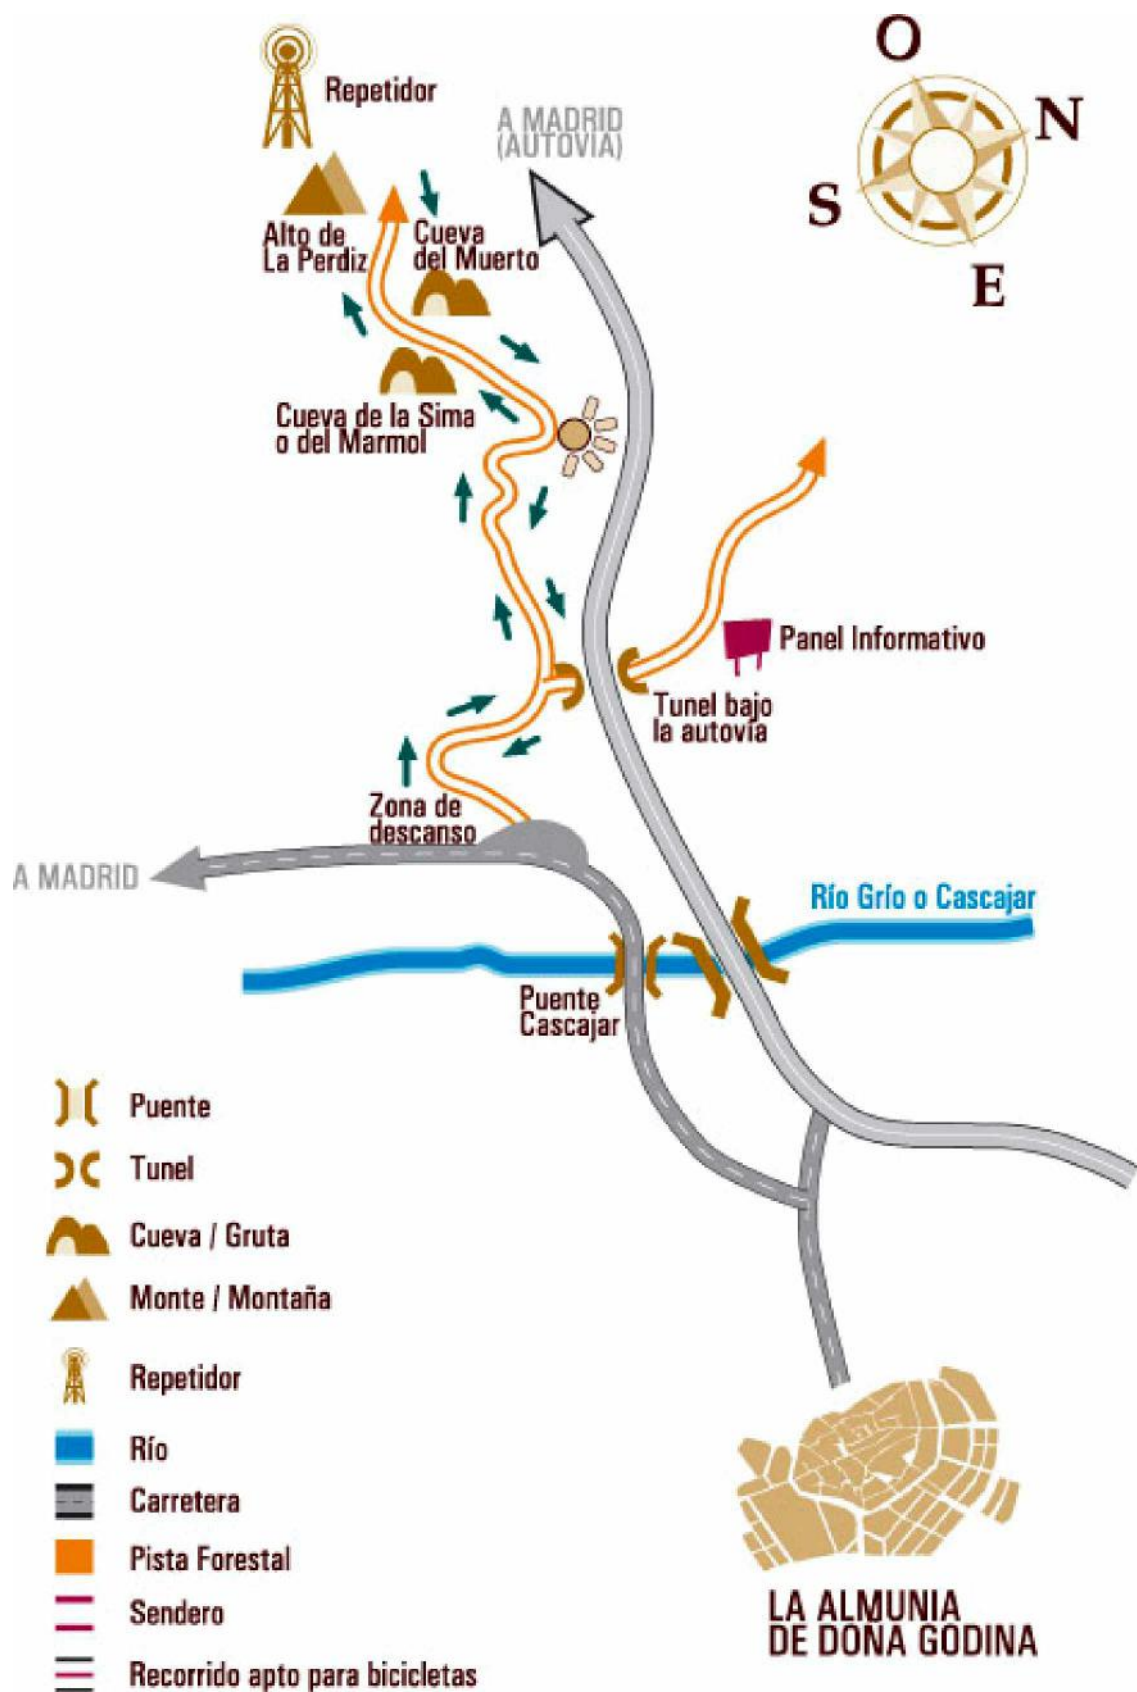 O
N
S
E
Repetidor
A MADRID
(AUTOVIA)
Alto de
La Perdiz
Cueva
del Muerto
Cueva de la Sima
o del Marmol
Panel Informativo
Tunel bajo
la autovía
Zona de
descanso
A MADRID
Río Grío o Cascajar
Puente
Cascajar
Puente
Tunel
Cueva / Gruta
Monte / Montaña
Repetidor
Río
Carretera
Pista Forestal
Sendero
Recorrido apto para bicicletas
LA ALMUNIA
DE DOÑA GODINA